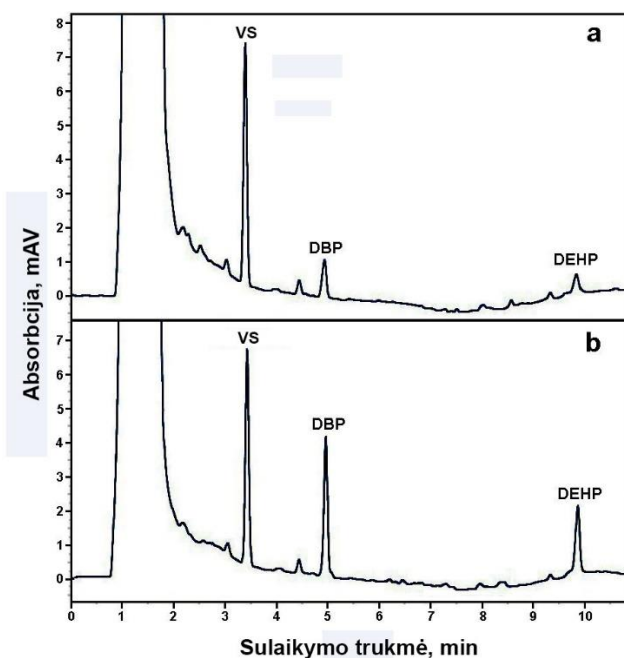 8
VS
a
7
6
5
4
3
2
DBP
DEHP
1
0
7
VS
b
6
5
DBP
4
3
DEHP
2
1
0
0 1 2 3 4 5 6 7 8 9 10
Absorbcija, mAV
Sulaikymo trukmė, min